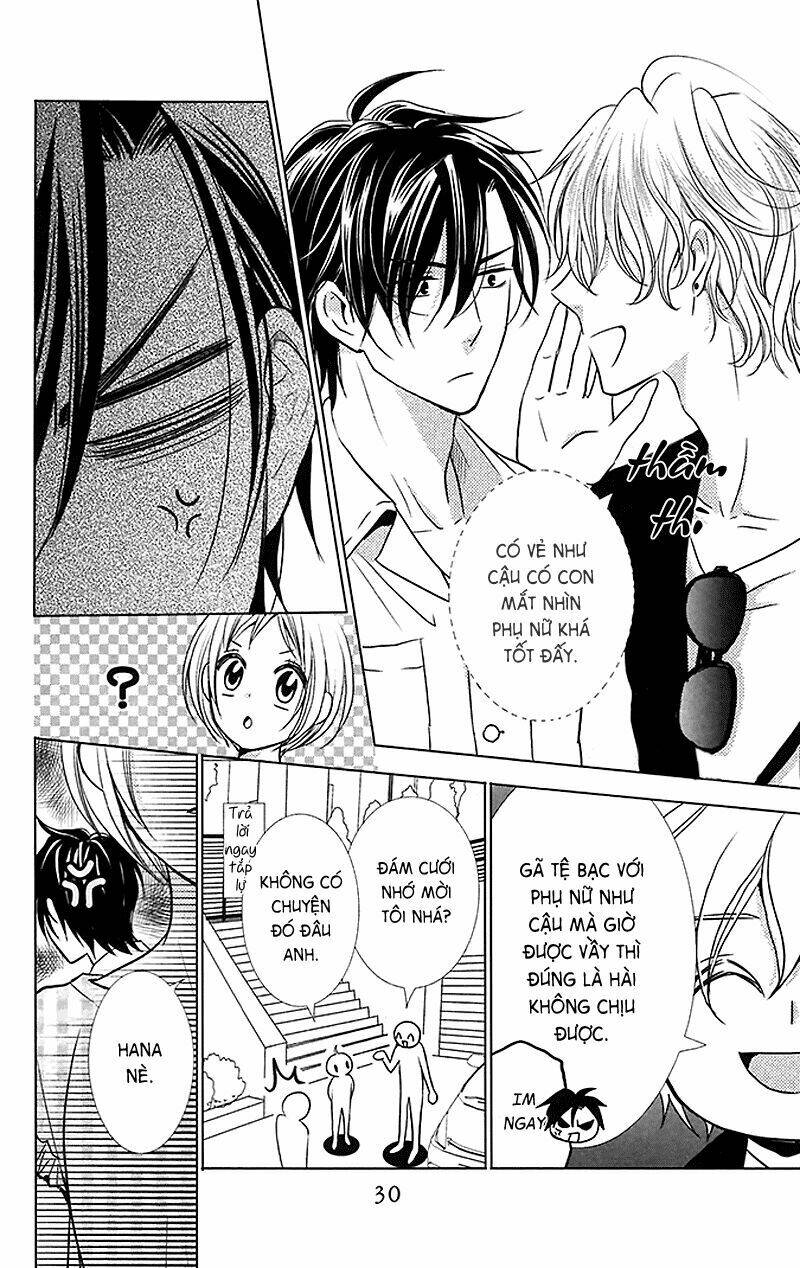 thầm
thì
CÓ VẺ NHƯ
CẬU CÓ CON
MẮT NHÌN
PHỤ NỮ KHÁ
TỐT ĐẤY.
?
GÃ TỆ BẠC VỚI
PHỤ NỮ NHƯ
CẬU MÀ GIỜ
ĐƯỢC VẦY THÌ
ĐÚNG LÀ HÀI
KHÔNG CHỊU
ĐƯỢC.
IM
NGAY
ĐÁM CƯỚI
NHỚ MỜI
TÔI NHÁ?
Trả
lời
ngay
tắp
lự
KHÔNG CÓ
CHUYỆN
ĐÓ ĐÂU
ANH.
HANA
NÈ.
30